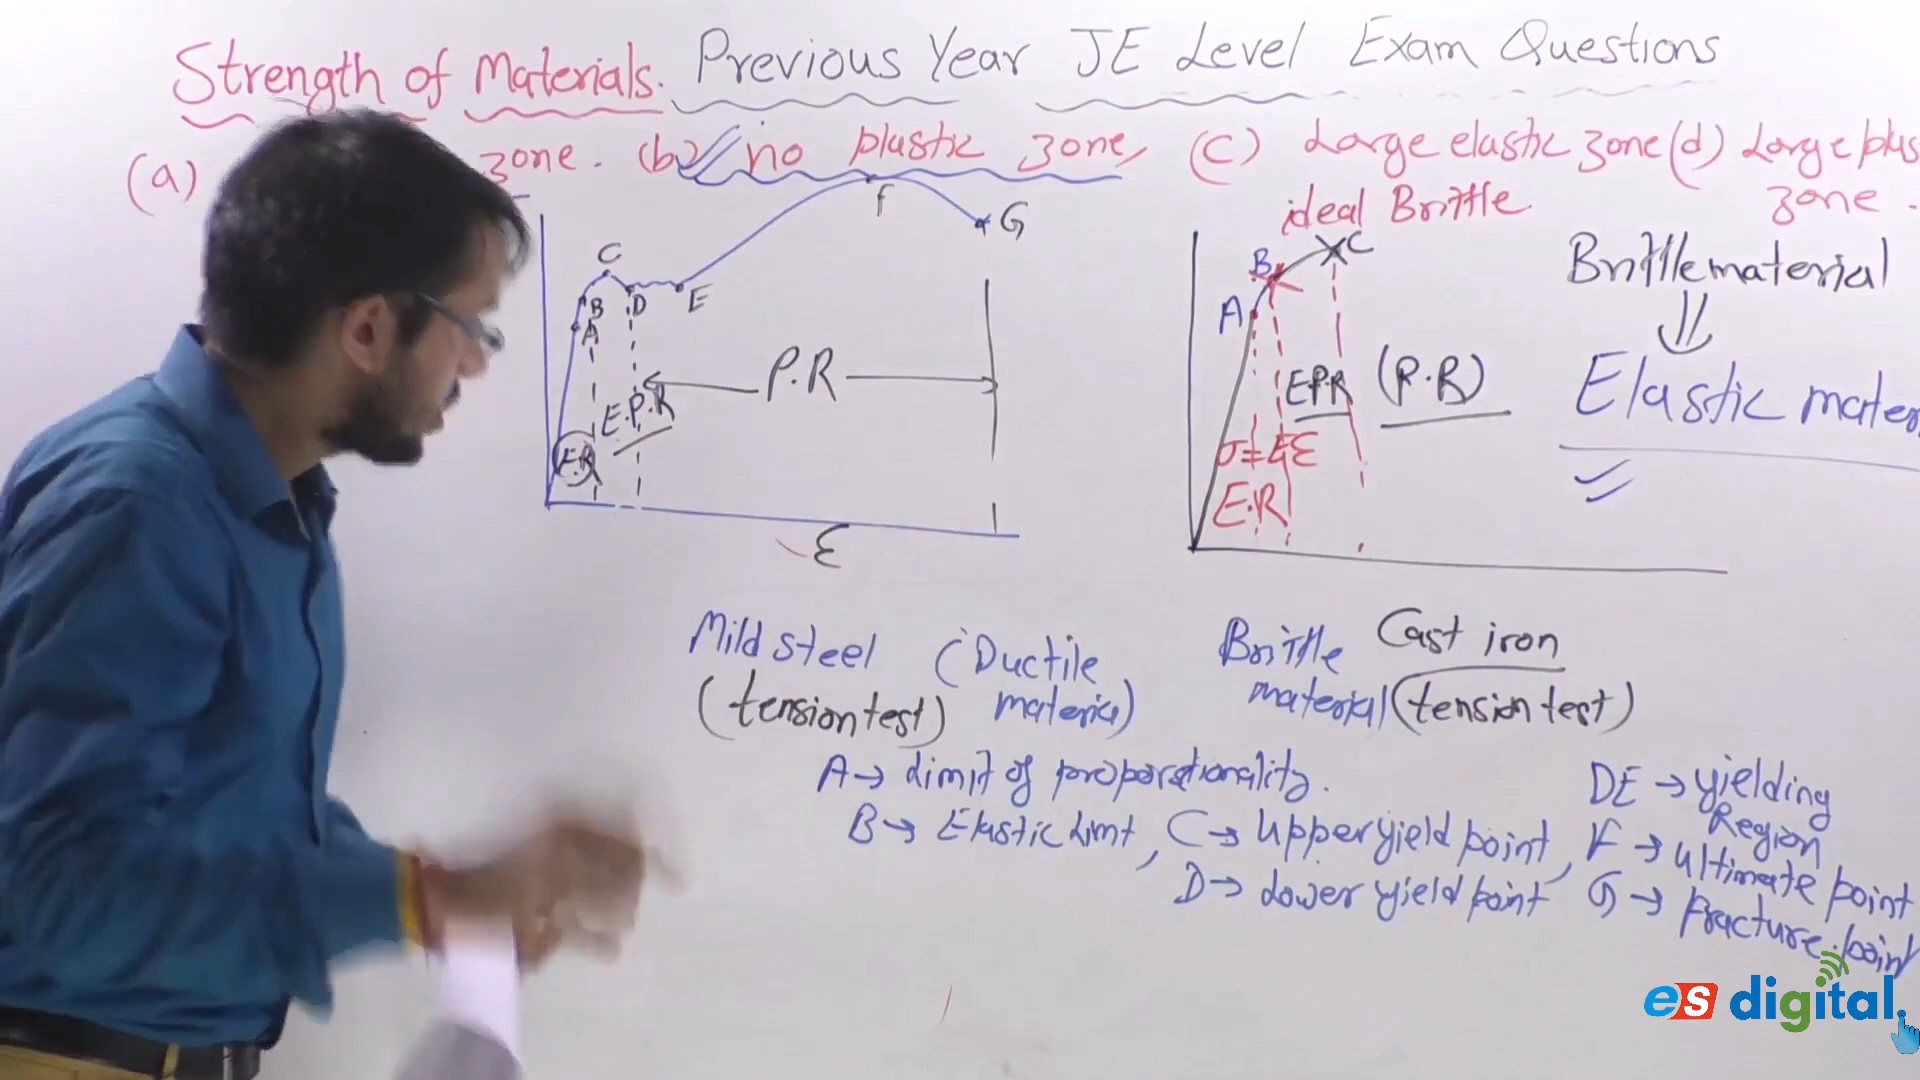 Strength of Materials. Previous Year JE Level Exam Questions
(a) zone. (b) no plastic zone, (c) Large elastic zone (d) Large plas
zone.
ideal Brittle
F
G
C
B
D
E
A
P.R
E.P.R
E.R
ε
B
C
A
E.P.R (P.R)
σ=Eε
E.R
Brittle material
Elastic mater
Mild steel (Ductile
(tension test) material)
Brittle Cast iron
material (tension test)
A→ Limit of proporationality.
B→ Elastic Limt, C→ Upper yield point,
D→ Lower yield point
DE → yielding
Region
F → ultimate point
G → fracture point
es digital.